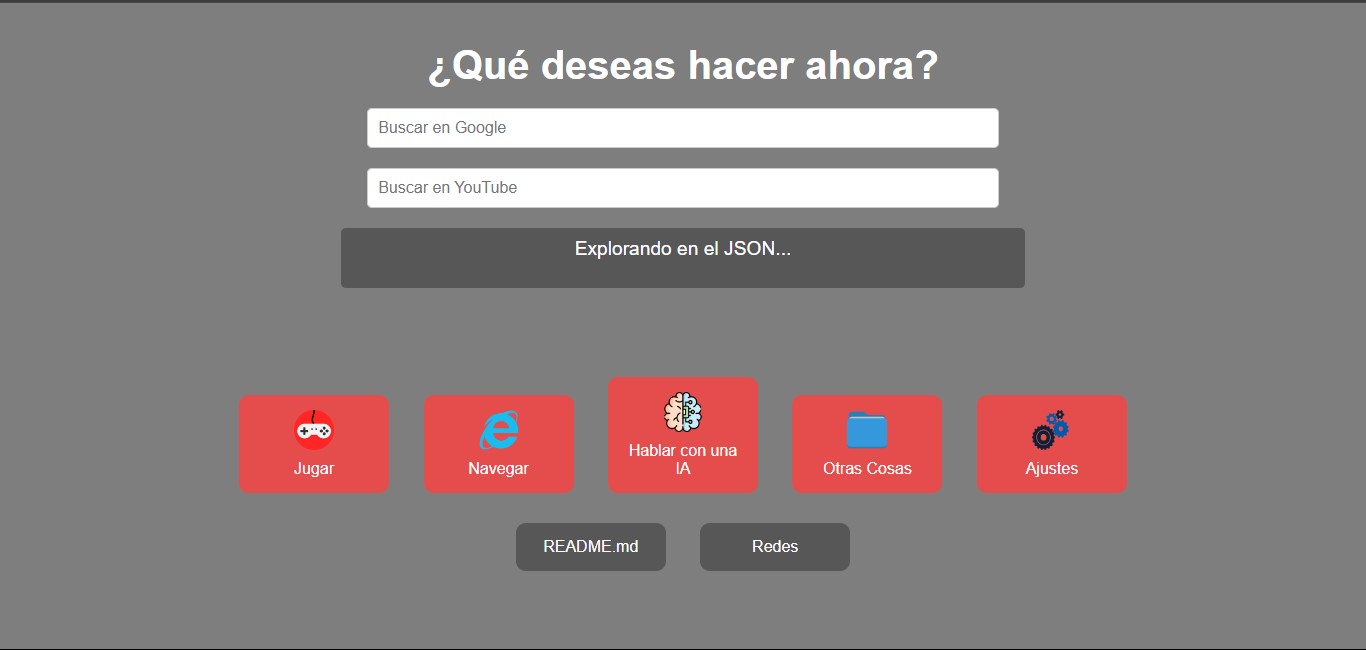 ¿Qué deseas hacer ahora?
Buscar en Google
Buscar en YouTube
Explorando en el JSON...
Jugar
Navegar
Hablar con una
IA
Otras Cosas
Ajustes
README.md
Redes